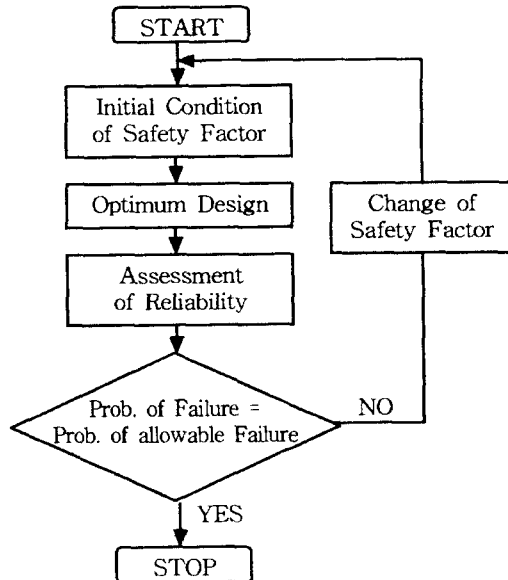 START
Initial Condition
of Safety Factor
Optimum Design
Change of
Safety Factor
Assessment
of Reliability
Prob. of Failure =
Prob. of allowable Failure
NO
YES
STOP